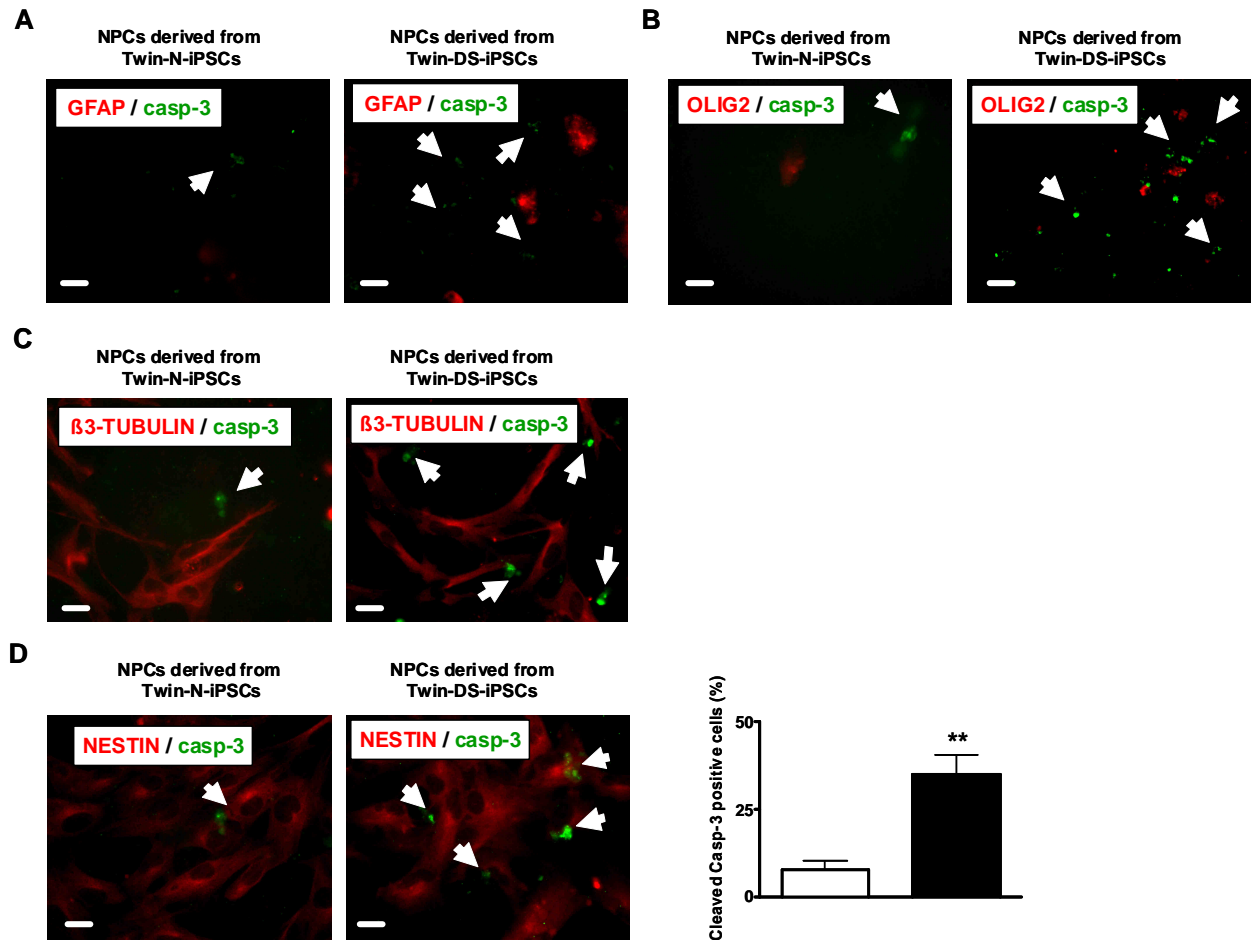 A
NPCs derived from
Twin-N-iPSCs
NPCs derived from
Twin-DS-iPSCs
GFAP / casp-3
GFAP / casp-3
B
NPCs derived from
Twin-N-iPSCs
NPCs derived from
Twin-DS-iPSCs
OLIG2 / casp-3
OLIG2 / casp-3
C
NPCs derived from
Twin-N-iPSCs
NPCs derived from
Twin-DS-iPSCs
ß3-TUBULIN / casp-3
ß3-TUBULIN / casp-3
D
NPCs derived from
Twin-N-iPSCs
NPCs derived from
Twin-DS-iPSCs
NESTIN / casp-3
NESTIN / casp-3
Cleaved Casp-3 positive cells (%)
50
25
0
**